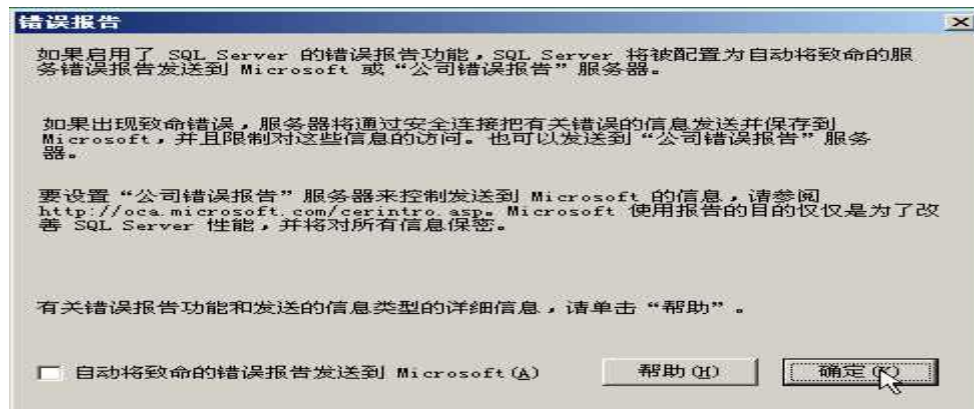 错误报告
如果启用了 SQL Server 的错误报告功能，SQL Server 将被配置为自动将致命的服
务错误报告发送到 Microsoft 或“公司错误报告”服务器。
如果出现致命错误，服务器将通过安全连接把有关错误的信息发送并保存到
Microsoft，并且限制对这些信息的访问。也可以发送到“公司错误报告”服务
器。
要设置“公司错误报告”服务器来控制发送到 Microsoft 的信息，请参阅
http://oca.microsoft.com/cerintro.asp。Microsoft 使用报告的目的仅仅是为了改
善 SQL Server 性能，并将对所有信息保密。
有关错误报告功能和发送的信息类型的详细信息，请单击“帮助”。
自动将致命的错误报告发送到 Microsoft(A)
帮助(H)
确定